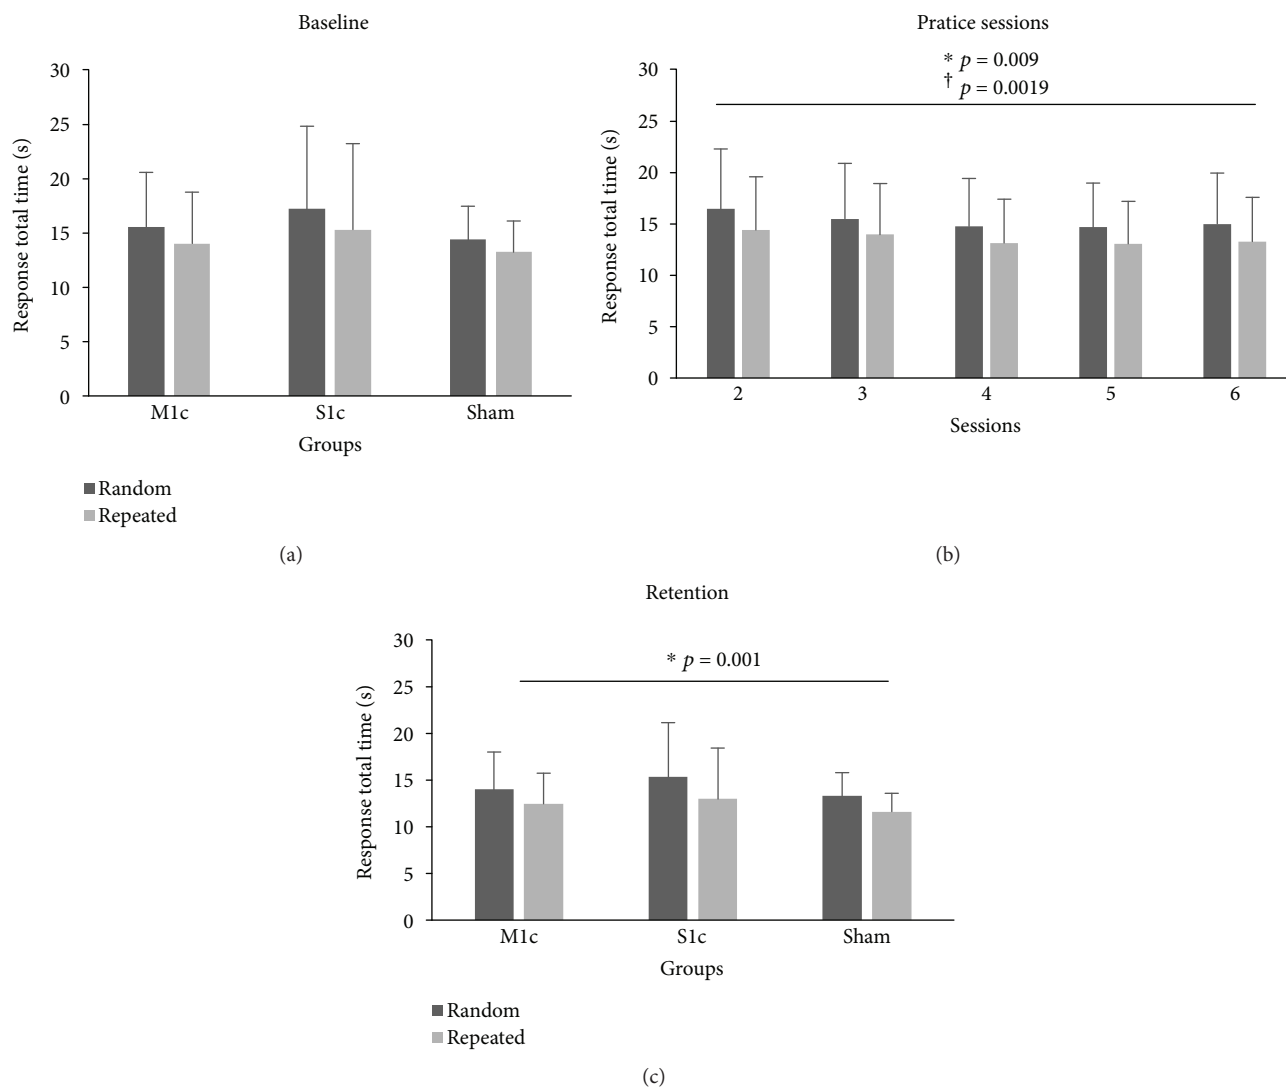 Baseline
30
25
20
15
10
5
0
Response total time (s)
M1c S1c Sham
Groups
Random
Repeated
(a)
Pratice sessions
* p = 0.009
† p = 0.0019
30
25
20
15
10
5
0
Response total time (s)
2 3 4 5 6
Sessions
(b)
Retention
* p = 0.001
30
25
20
15
10
5
0
Response total time (s)
M1c S1c Sham
Groups
Random
Repeated
(c)